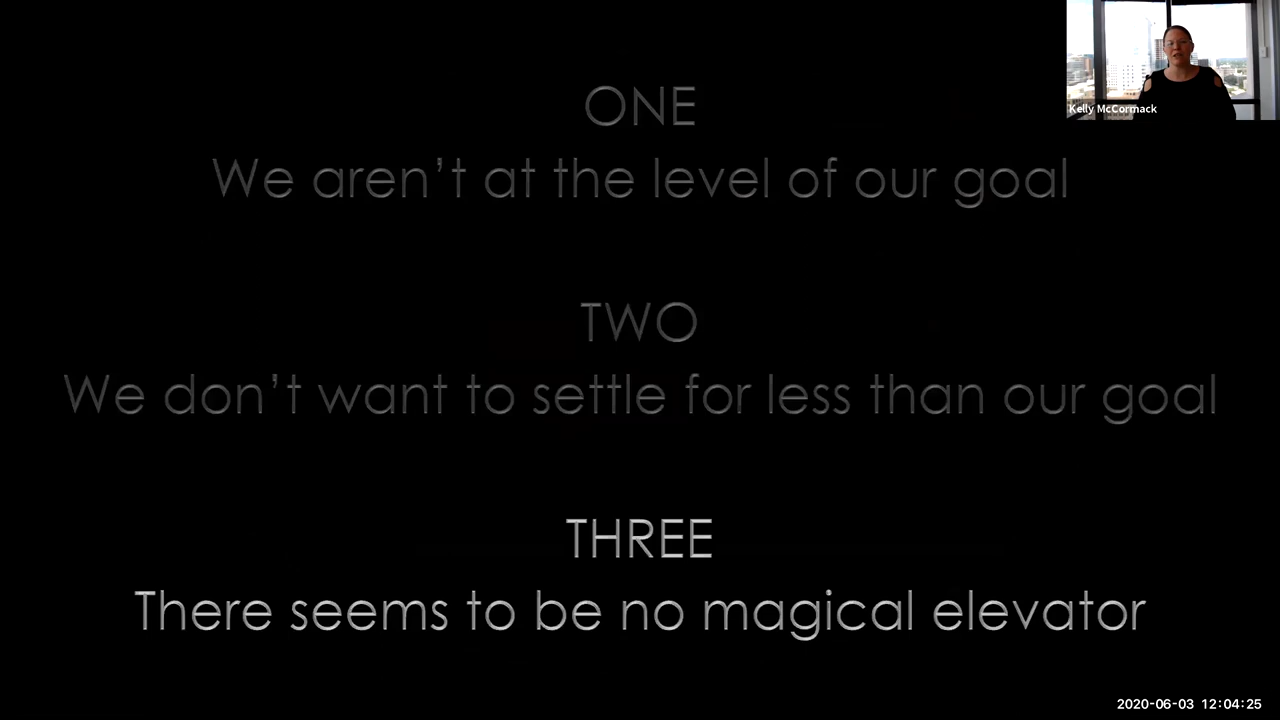 Kelly McCormack
ONE
We aren’t at the level of our goal
TWO
We don’t want to settle for less than our goal
THREE
There seems to be no magical elevator
2020-06-03 12:04:25